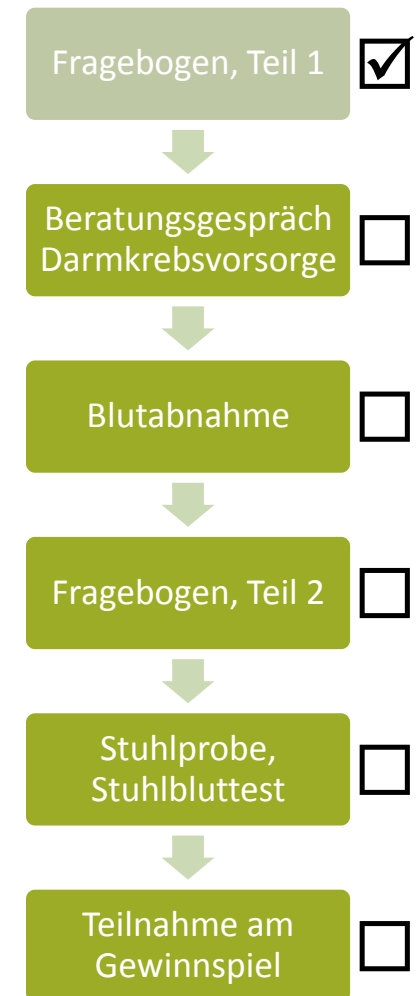 Fragebogen, Teil 1
Beratungsgespräch
Darmkrebsvorsorge
Blutabnahme
Fragebogen, Teil 2
Stuhlprobe,
Stuhlbluttest
Teilnahme am
Gewinnspiel